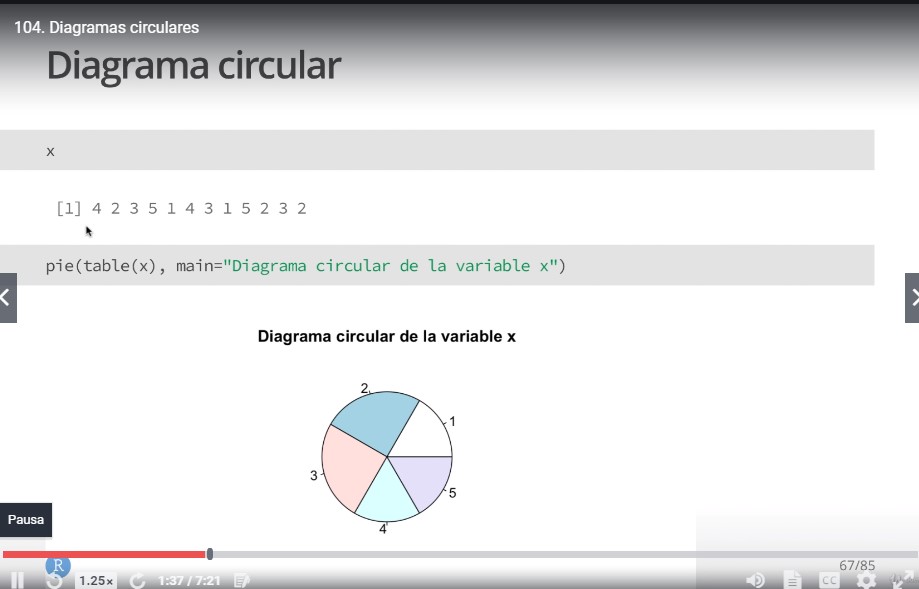 104. Diagramas circulares
Diagrama circular
x
[1] 4 2 3 5 1 4 3 1 5 2 3 2
pie(table(x), main="Diagrama circular de la variable x")
Diagrama circular de la variable x
2
1
3
5
4
Pausa
67/85
R
1.25×
1:37 / 7:21
CC